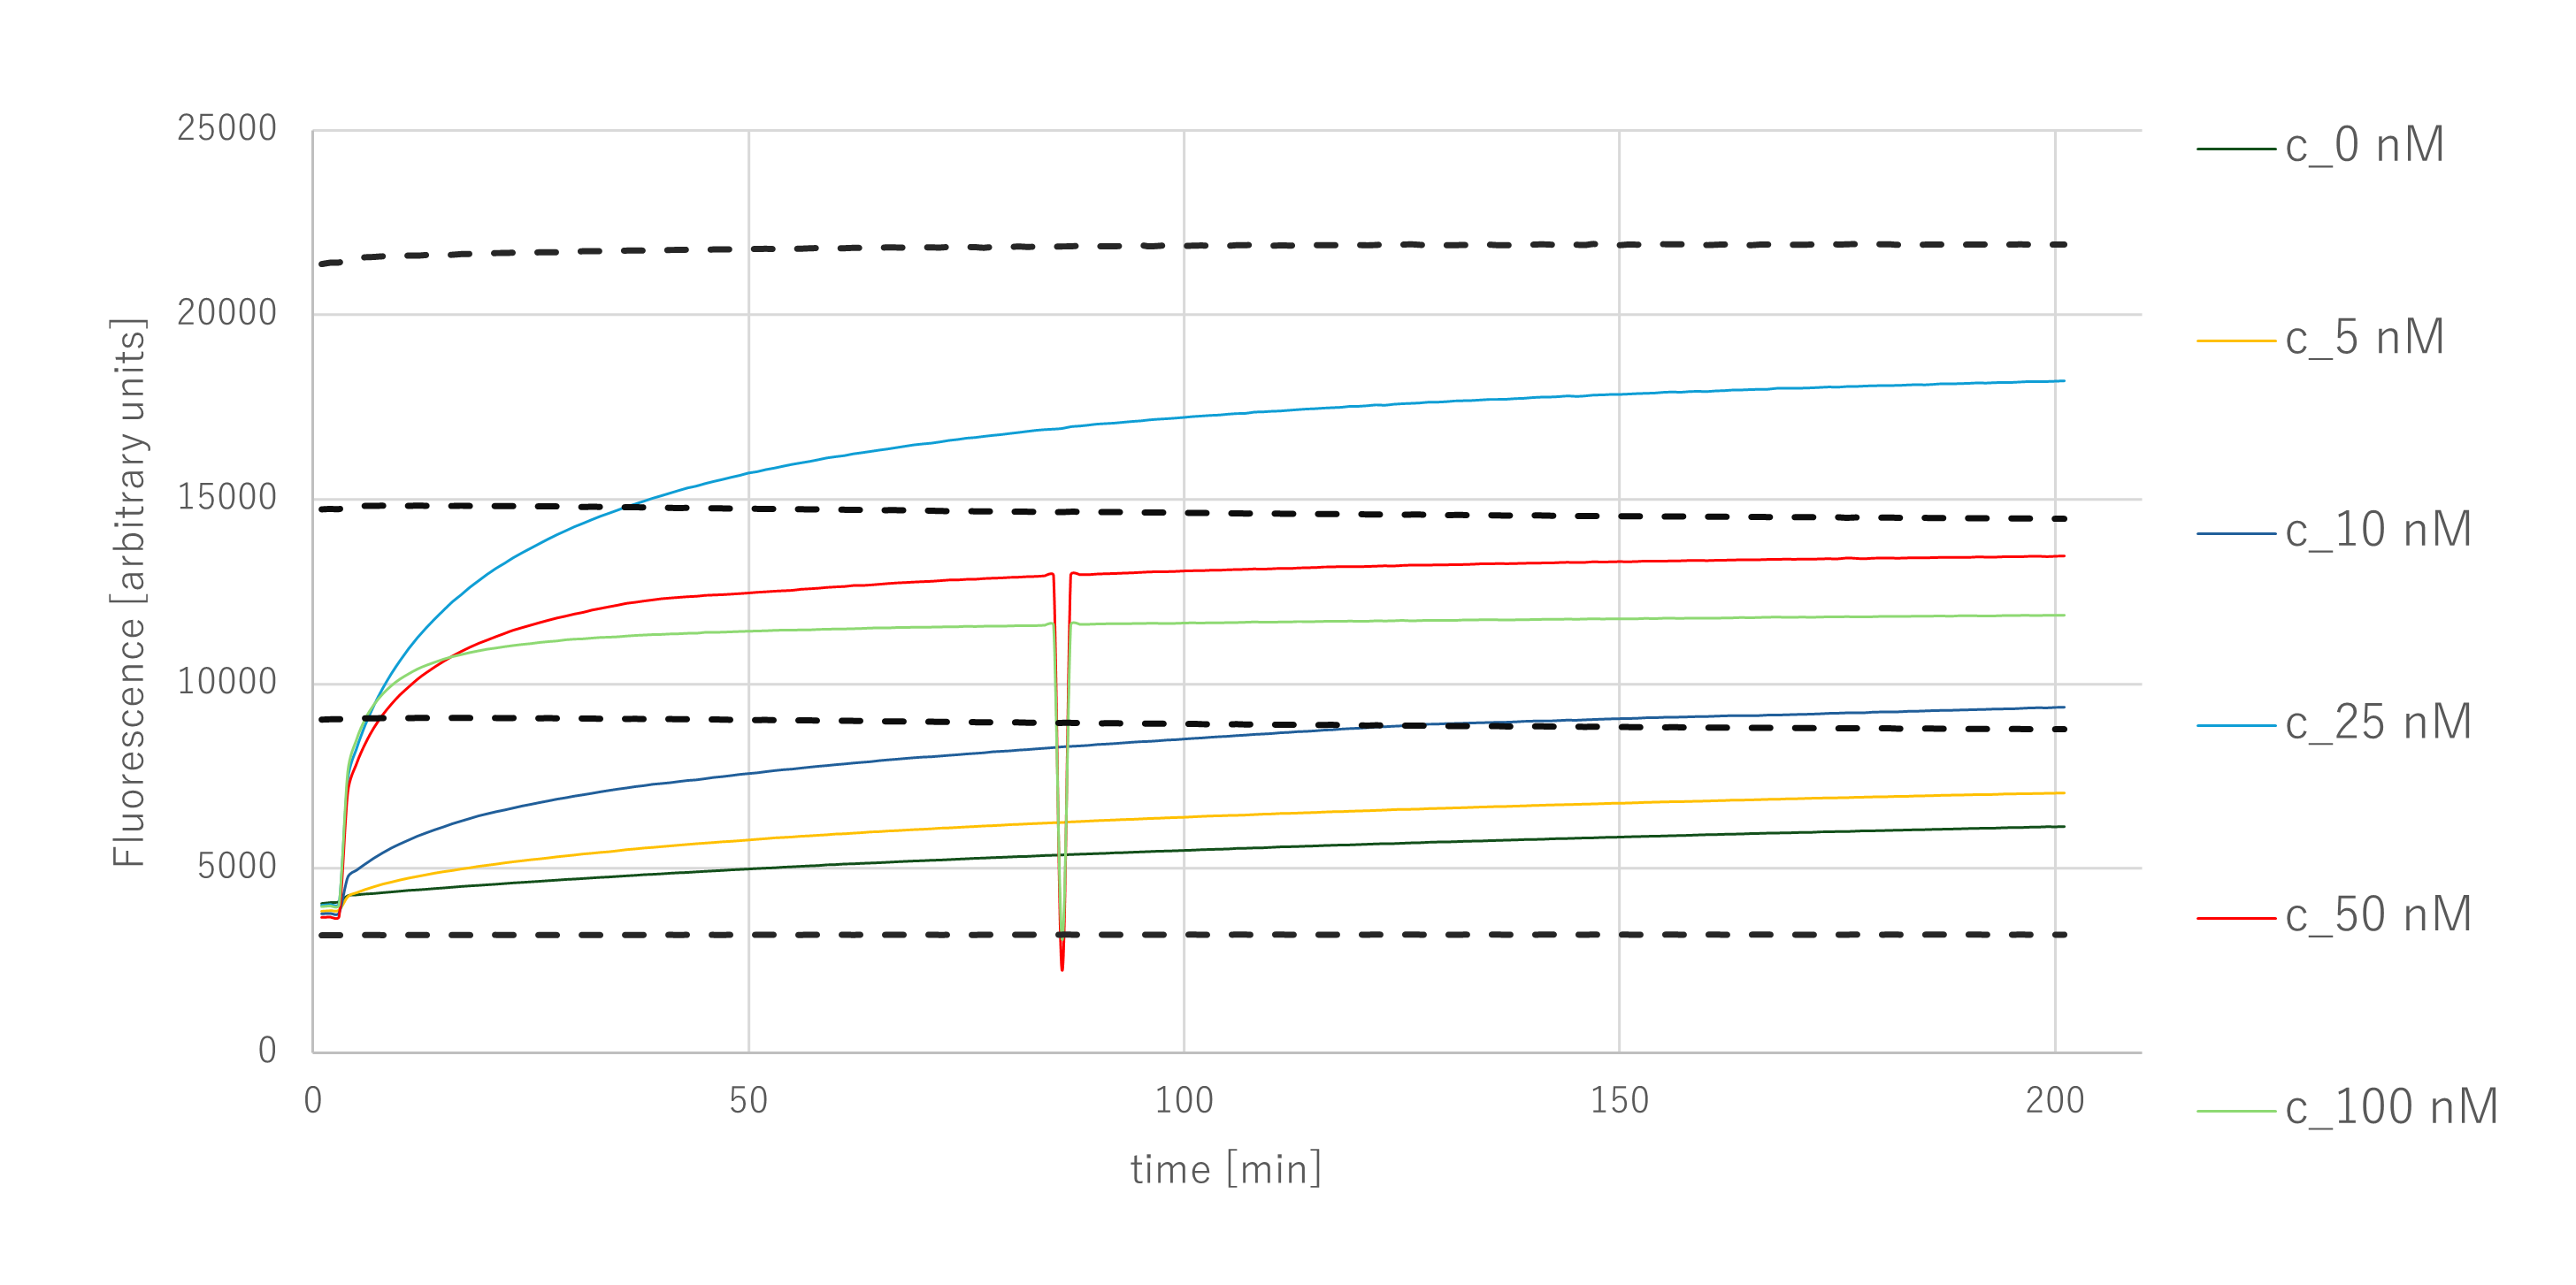 25000
20000
15000
10000
5000
0
Fluorescence [arbitrary units]
0
50
100
150
200
time [min]
c_0 nM
c_5 nM
c_10 nM
c_25 nM
c_50 nM
c_100 nM